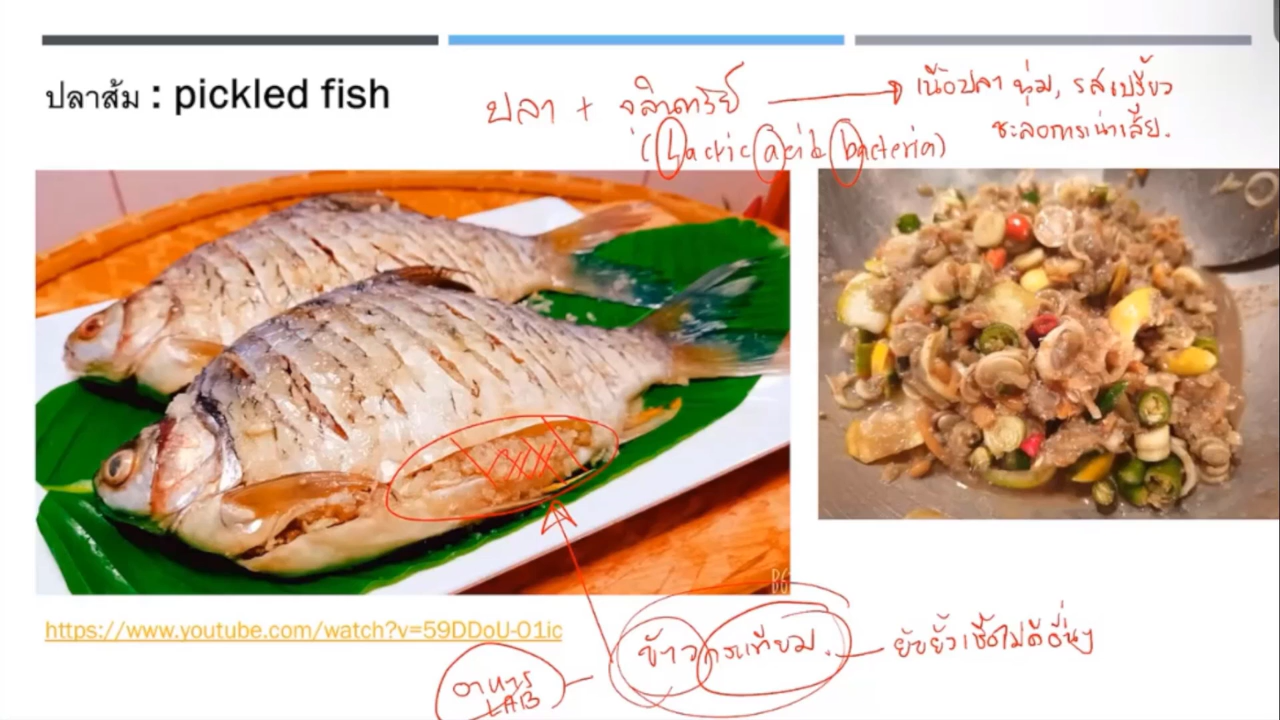 ปลาส้ม : pickled fish
ปลา + จุลินทรีย์
เนื้อปลา นุ่ม, รสเปรี้ยว
ชะลอการเน่าเสีย.
(Lactic acid bacteria)
https://www.youtube.com/watch?v=59DDoU-O1ic
ข้าว กระเทียม.
ยับยั้งเชื้อไม่ดีอื่นๆ
อาหาร
LAB